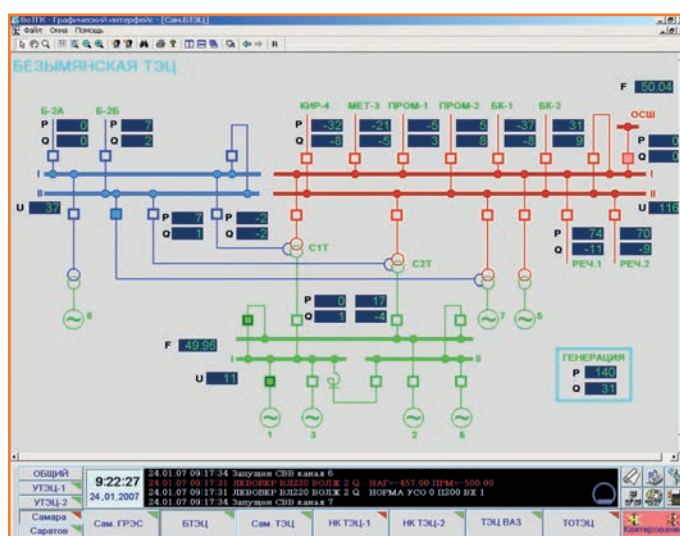 ВоТГК - Графический интерфейс - [Сам.БТЭЦ]
Файл Окна Помощь
R
БЕЗЫМЯНСКАЯ ТЭЦ
F 50.04
Б-2А Б-2Б КИР-4 МЕТ-3 ПРОМ-1 ПРОМ-2 БК-1 БК-2 ОСШ
P 0 7 P -32 -21 -5 5 -37 31 P 0
Q 0 2 Q -8 -5 3 8 -8 9 Q 0
I I
II II
U 37 U 116
P 7 -2 P 74 70
Q 1 -2 Q -11 -9
С1Т РЕЧ.1 РЕЧ.2
С2Т
P 0 17
Q 1 -4
8 7 5
F 49.96
I II
ГЕНЕРАЦИЯ
P 140
Q 31
U 11
1 3 2 6
ОБЩИЙ
УТЭЦ-1
УТЭЦ-2
9:22:27
24.01.2007
24.01.07 09:17:34 Запущен СВВ канал 6
24.01.07 09:17:31 ЛКВОВЕР ВЛ220 ВОЛЖ 2 Q НАГ=-457.00 ПРМ=-500.00
24.01.07 09:17:31 ЛКВОВЕР ВЛ220 ВОЛЖ 2 Q НОРМА УСО 0 П200 ВХ 1
24.01.07 09:17:34 Запущен СВВ канал 7
Самара
Саратов
Сам. ГРЭС БТЭЦ Сам. ТЭЦ НК ТЭЦ-1 НК ТЭЦ-2 ТЭЦ ВАЗ ТОТЭЦ
Квитирование